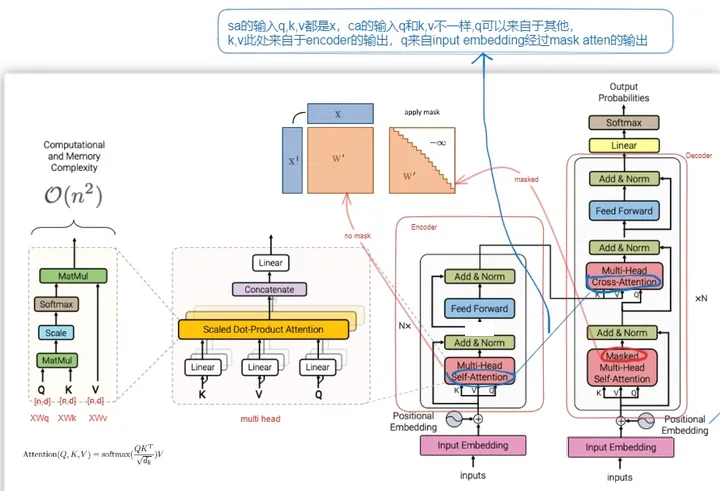 sa的输入q,k,v都是x，ca的输入q和k,v不一样,q可以来自于其他,
k,v此处来自于encoder的输出，q来自input embedding经过mask atten的输出
Computational
and Memory
Complexity
O(n²)
MatMul
Softmax
Scale
MatMul
Q K V
[n,d] [n,d] [n,d]
XWq XWk XWv
Attention(Q, K, V) = softmax(QK^T/√d_k)V
X
X^T
W′
apply mask
−∞
W′
no mask
masked
Linear
Concatenate
Scaled Dot-Product Attention
Linear Linear Linear
K V Q
multi head
Encoder
Add & Norm
Feed Forward
N×
Add & Norm
Multi-Head
Self-Attention
K V Q
Positional
Embedding
Input Embedding
inputs
Output
Probabilities
Softmax
Linear
Decoder
Add & Norm
Feed Forward
Add & Norm
Multi-Head
Cross-Attention
K V Q
×N
Add & Norm
Masked
Multi-Head
Self-Attention
K V Q
Positional
Embedding
Input Embedding
inputs